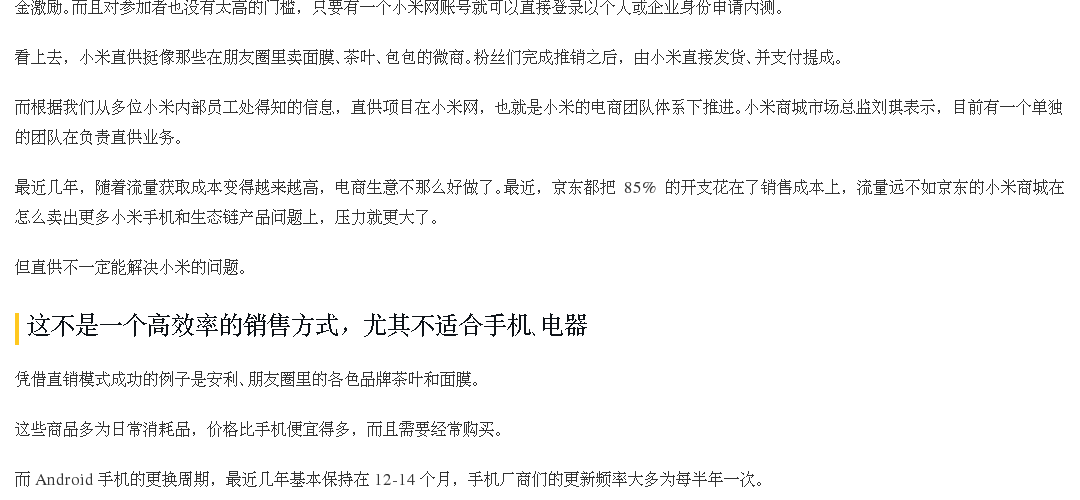 金激励。而且对参加者也没有太高的门槛，只要有一个小米网账号就可以直接登录以个人或企业身份申请内测。
看上去，小米直供挺像那些在朋友圈里卖面膜、茶叶、包包的微商。粉丝们完成推销之后，由小米直接发货、并支付提成。
而根据我们从多位小米内部员工处得知的信息，直供项目在小米网，也就是小米的电商团队体系下推进。小米商城市场总监刘琪表示，目前有一个单独
的团队在负责直供业务。
最近几年，随着流量获取成本变得越来越高，电商生意不那么好做了。最近，京东都把 85% 的开支花在了销售成本上，流量远不如京东的小米商城在
怎么卖出更多小米手机和生态链产品问题上，压力就更大了。
但直供不一定能解决小米的问题。
这不是一个高效率的销售方式，尤其不适合手机、电器
凭借直销模式成功的例子是安利、朋友圈里的各色品牌茶叶和面膜。
这些商品多为日常消耗品，价格比手机便宜得多，而且需要经常购买。
而 Android 手机的更换周期，最近几年基本保持在 12-14 个月，手机厂商们的更新频率大多为每半年一次。